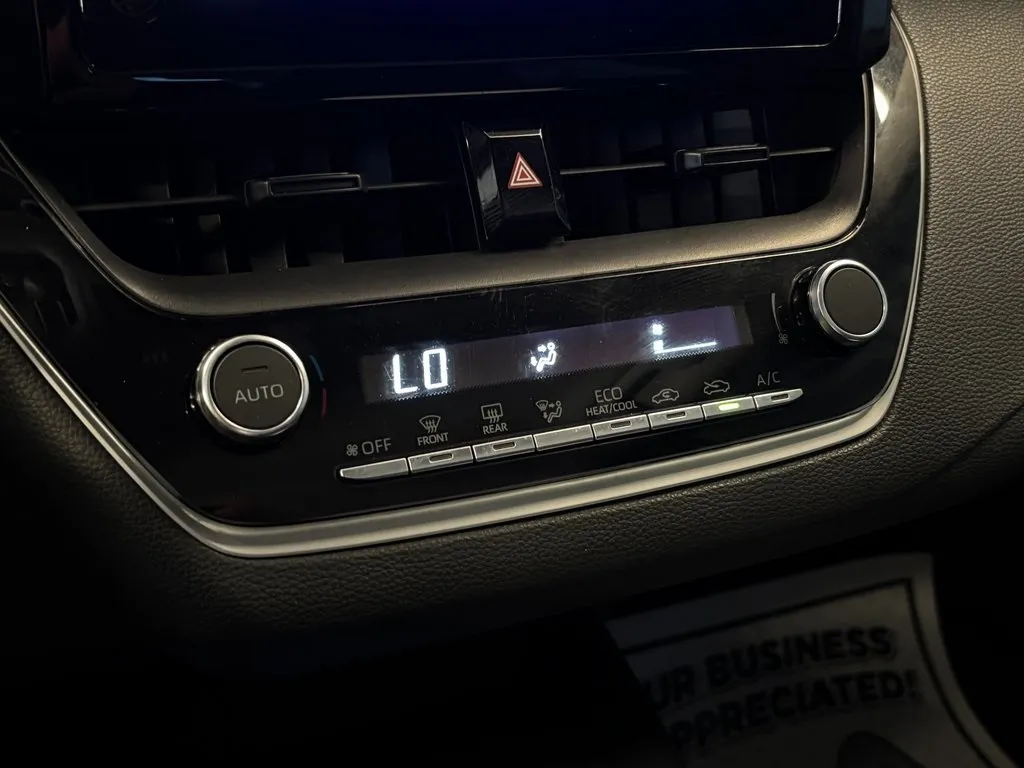 AUTO
LO
OFF
FRONT
REAR
ECO
HEAT/COOL
A/C
UR BUSINESS
PPRECIATED!